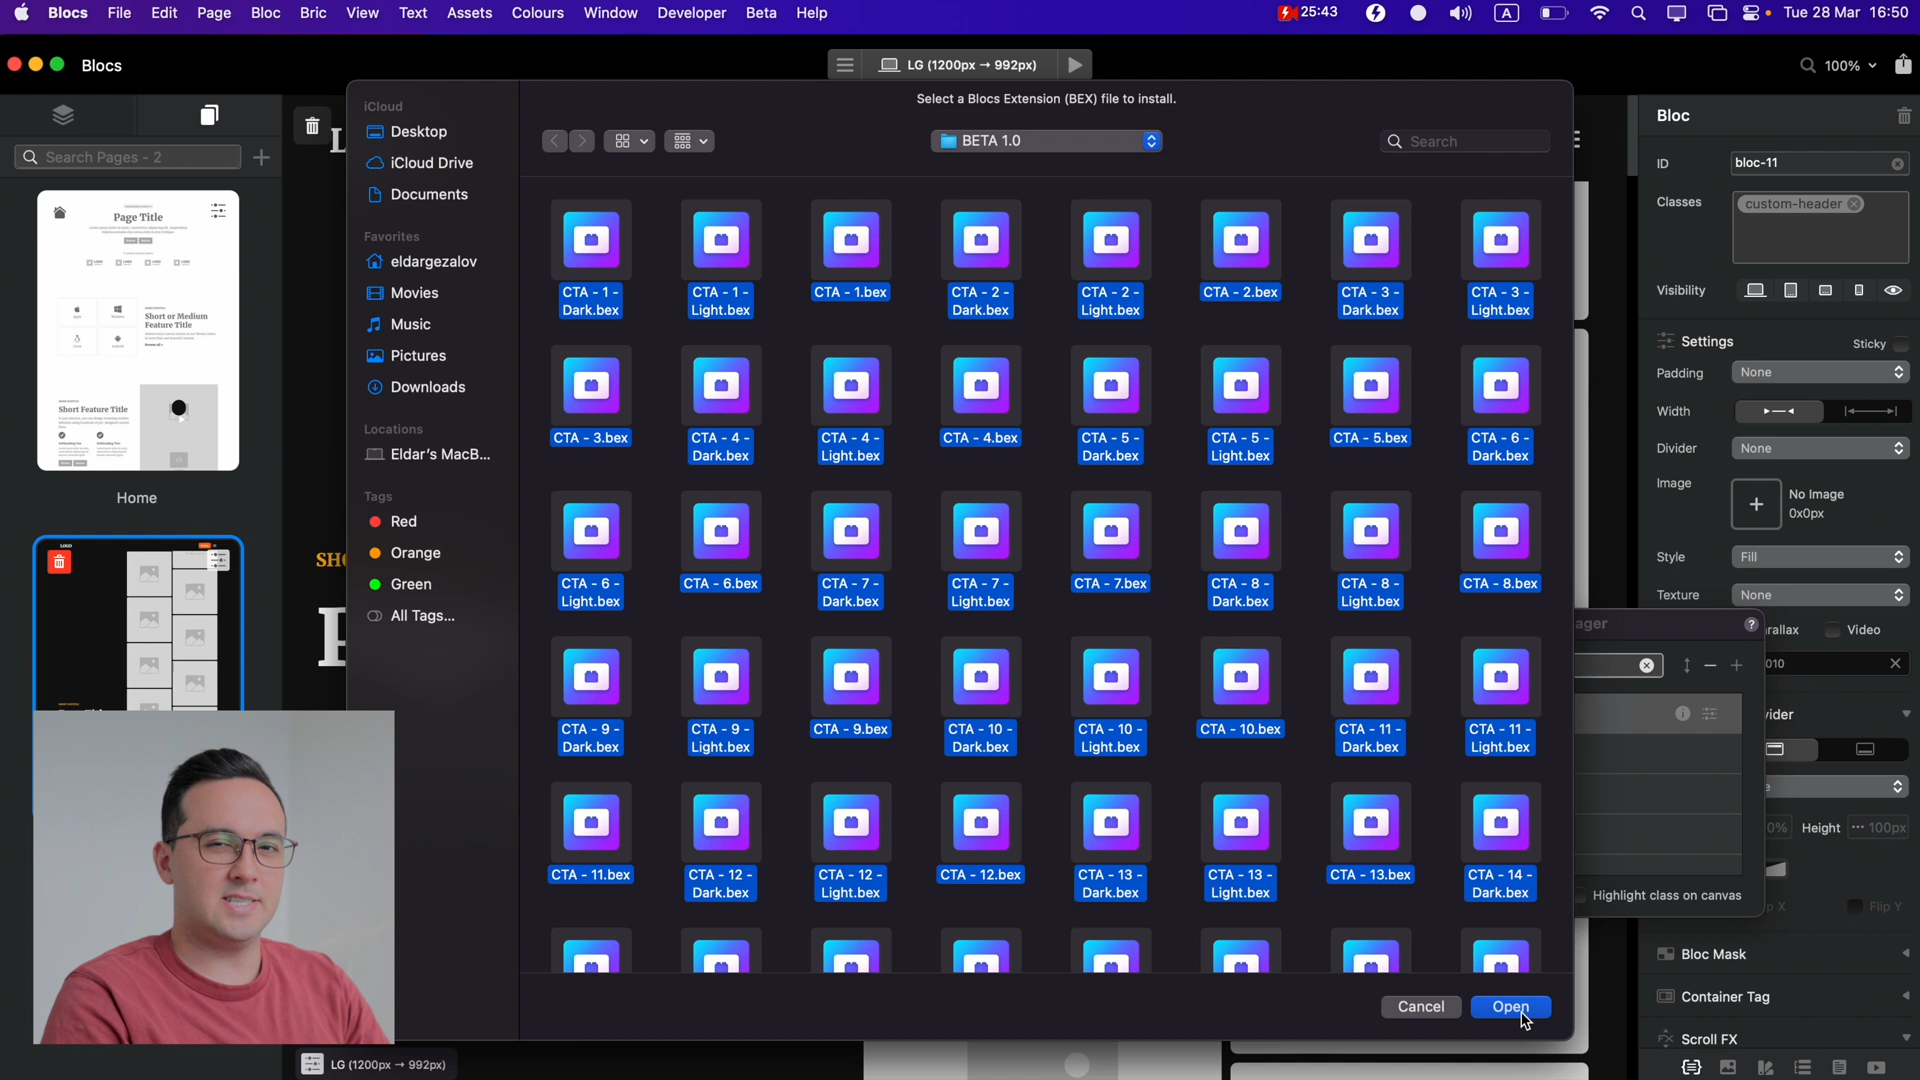 Blocs File Edit Page Bloc Bric View Text Assets Colours Window Developer Beta Help
25:43 A Tue 28 Mar 16:50
Blocs
LG (1200px → 992px)
100%
Search Pages - 2
Page Title
Short or Medium
Feature Title
Short Feature Title
Home
LOGO
iCloud
Desktop
iCloud Drive
Documents
Favorites
eldargezalov
Movies
Music
Pictures
Downloads
Locations
Eldar's MacB...
Tags
Red
Orange
Green
All Tags...
Select a Blocs Extension (BEX) file to install.
BETA 1.0
Search
CTA - 1 -
Dark.bex
CTA - 1 -
Light.bex
CTA - 1.bex
CTA - 2 -
Dark.bex
CTA - 2 -
Light.bex
CTA - 2.bex
CTA - 3 -
Dark.bex
CTA - 3 -
Light.bex
CTA - 3.bex
CTA - 4 -
Dark.bex
CTA - 4 -
Light.bex
CTA - 4.bex
CTA - 5 -
Dark.bex
CTA - 5 -
Light.bex
CTA - 5.bex
CTA - 6 -
Dark.bex
CTA - 6 -
Light.bex
CTA - 6.bex
CTA - 7 -
Dark.bex
CTA - 7 -
Light.bex
CTA - 7.bex
CTA - 8 -
Dark.bex
CTA - 8 -
Light.bex
CTA - 8.bex
CTA - 9 -
Dark.bex
CTA - 9 -
Light.bex
CTA - 9.bex
CTA - 10 -
Dark.bex
CTA - 10 -
Light.bex
CTA - 10.bex
CTA - 11 -
Dark.bex
CTA - 11 -
Light.bex
CTA - 11.bex
CTA - 12 -
Dark.bex
CTA - 12 -
Light.bex
CTA - 12.bex
CTA - 13 -
Dark.bex
CTA - 13 -
Light.bex
CTA - 13.bex
CTA - 14 -
Dark.bex
Cancel Open
SHO
LG (1200px → 992px)
Bloc
ID bloc-11
Classes custom-header
Visibility
Settings Sticky
Padding None
Width
Divider None
Image No Image
0x0px
Style Fill
Texture None
ager ?
rallax Video
010
vider
0% Height 100px
Highlight class on canvas
p X Flip Y
Bloc Mask
Container Tag
Scroll FX